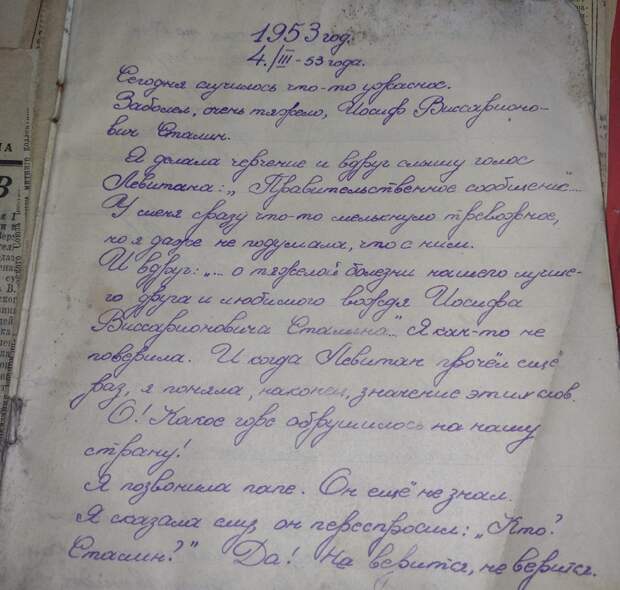 1953 год.
4./III-53 года.
Сегодня случилось что-то ужасное.
Заболел, очень тяжело, Иосиф Виссарионо-
вич Сталин.
Я делала черчение и вдруг слышу голос
Левитана: „Правительственное сообщение"...
У меня сразу что-то мелькнуло тревожное,
но я даже не подумала, что с ним.
И вдруг: „... о тяжелой болезни нашего лучше-
го друга и любимого вождя Иосифа
Виссарионовича Сталина..." Я как-то не
поверила. И когда Левитан прочёл ещё
раз, я поняла, наконец, значение этих слов.
О! Какое горе обрушилось на нашу
страну!
Я позвонила папе. Он ещё не знал.
Я сказала ему, он переспросил: „Кто?
Сталин?" Да! Не верится, не верится.